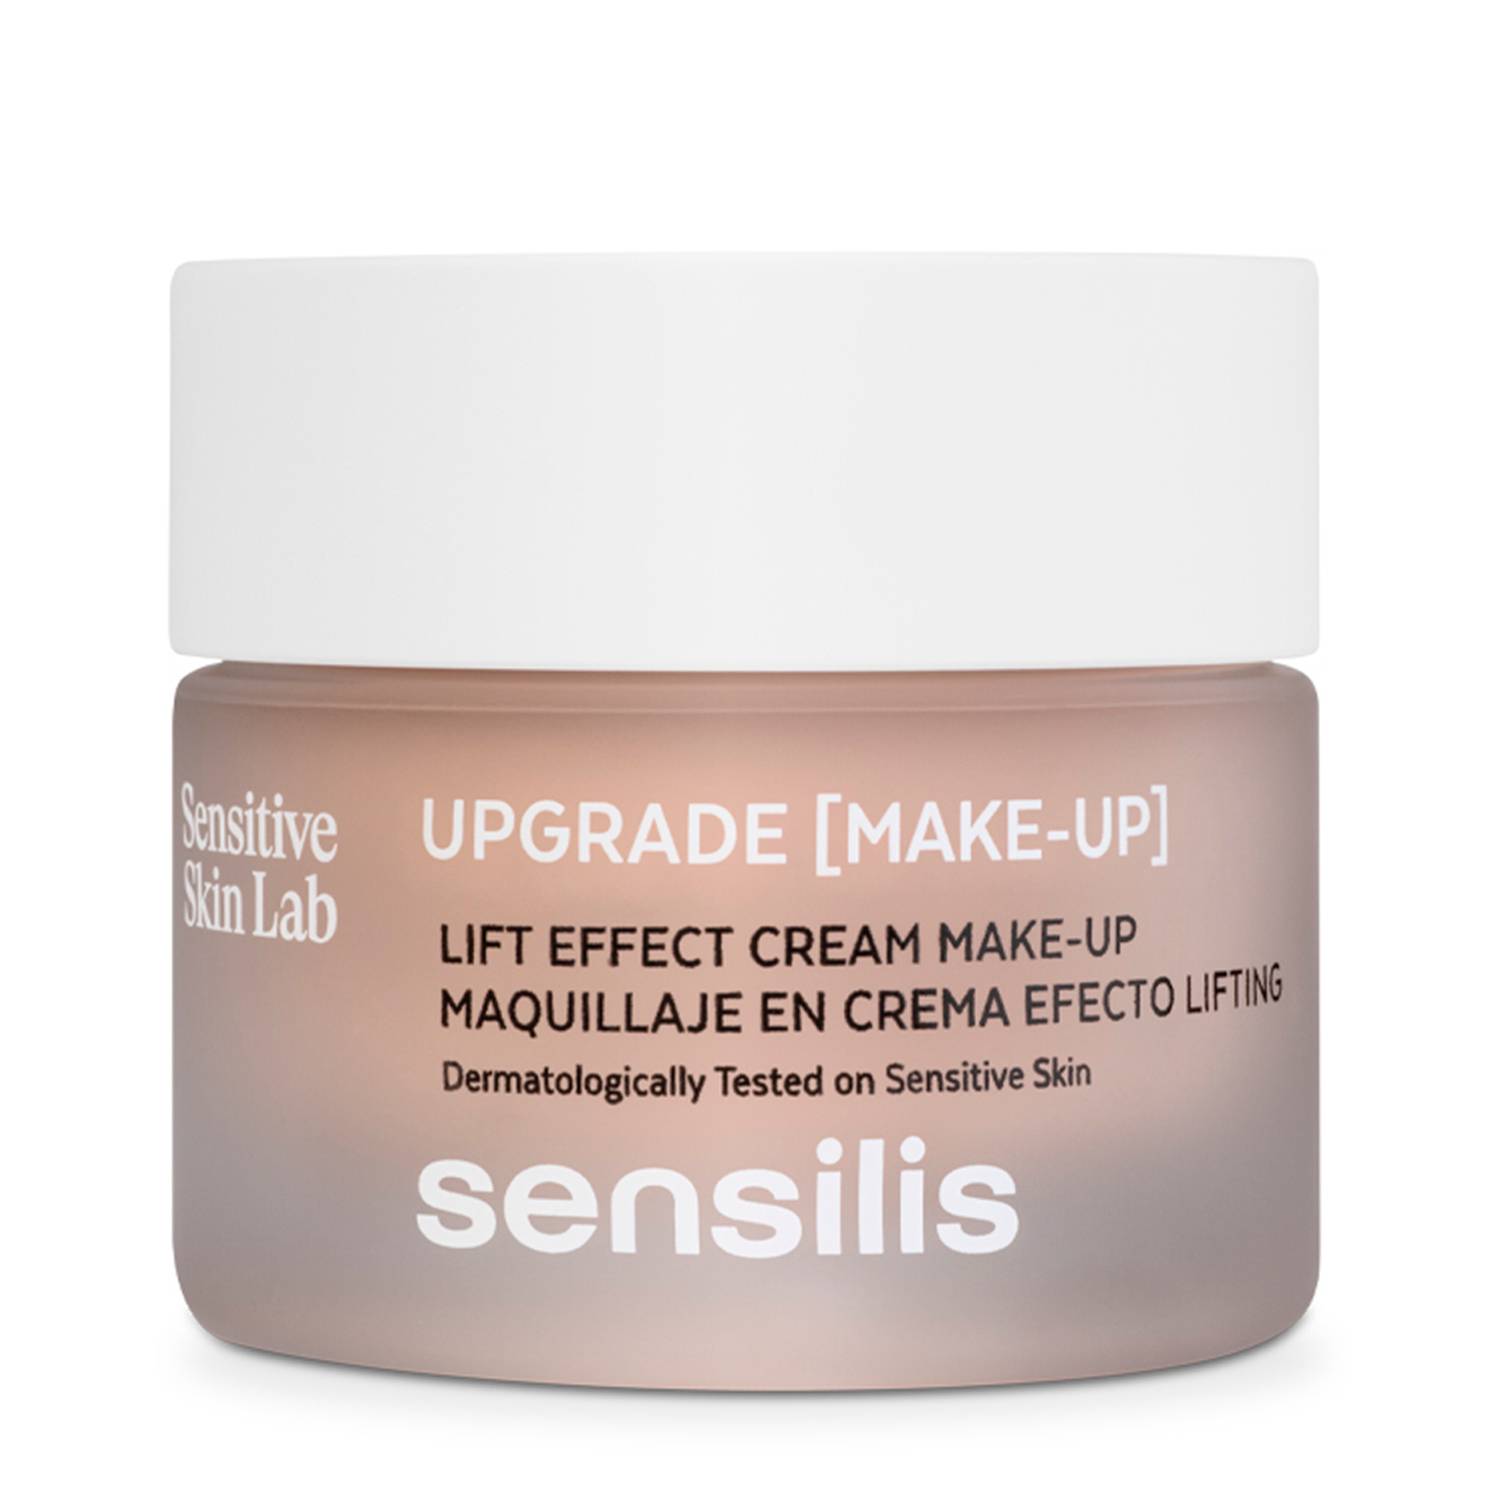 Sensitive
Skin Lab
UPGRADE [MAKE-UP]
LIFT EFFECT CREAM MAKE-UP
MAQUILLAJE EN CREMA EFECTO LIFTING
Dermatologically Tested on Sensitive Skin
sensilis